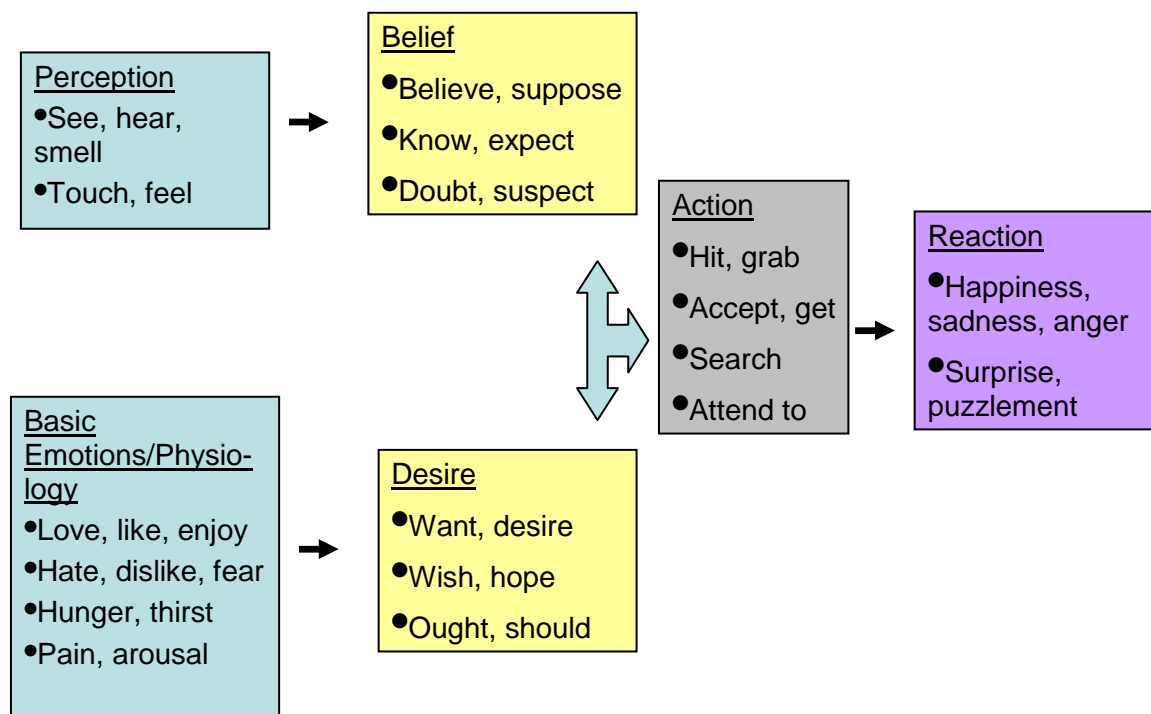 Perception
●See, hear,
smell
●Touch, feel
Belief
●Believe, suppose
●Know, expect
●Doubt, suspect
Basic
Emotions/Physio-
logy
●Love, like, enjoy
●Hate, dislike, fear
●Hunger, thirst
●Pain, arousal
Desire
●Want, desire
●Wish, hope
●Ought, should
Action
●Hit, grab
●Accept, get
●Search
●Attend to
Reaction
●Happiness,
sadness, anger
●Surprise,
puzzlement